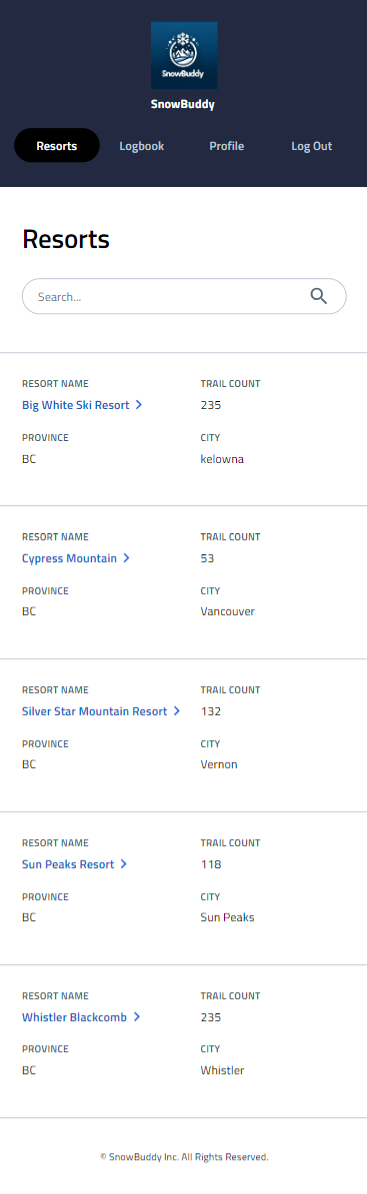 SnowBuddy
SnowBuddy
Resorts Logbook Profile Log Out
Resorts
Search...
RESORT NAME TRAIL COUNT
Big White Ski Resort 235
PROVINCE CITY
BC kelowna
RESORT NAME TRAIL COUNT
Cypress Mountain 53
PROVINCE CITY
BC Vancouver
RESORT NAME TRAIL COUNT
Silver Star Mountain Resort 132
PROVINCE CITY
BC Vernon
RESORT NAME TRAIL COUNT
Sun Peaks Resort 118
PROVINCE CITY
BC Sun Peaks
RESORT NAME TRAIL COUNT
Whistler Blackcomb 235
PROVINCE CITY
BC Whistler
© SnowBuddy Inc. All Rights Reserved.